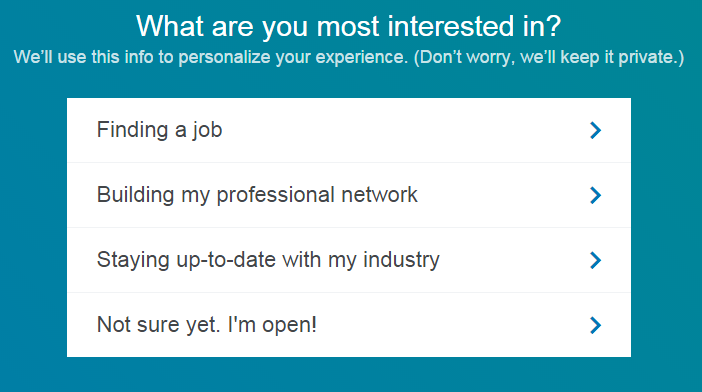 What are you most interested in?
We'll use this info to personalize your experience. (Don't worry, we'll keep it private.)
Finding a job
Building my professional network
Staying up-to-date with my industry
Not sure yet. I'm open!